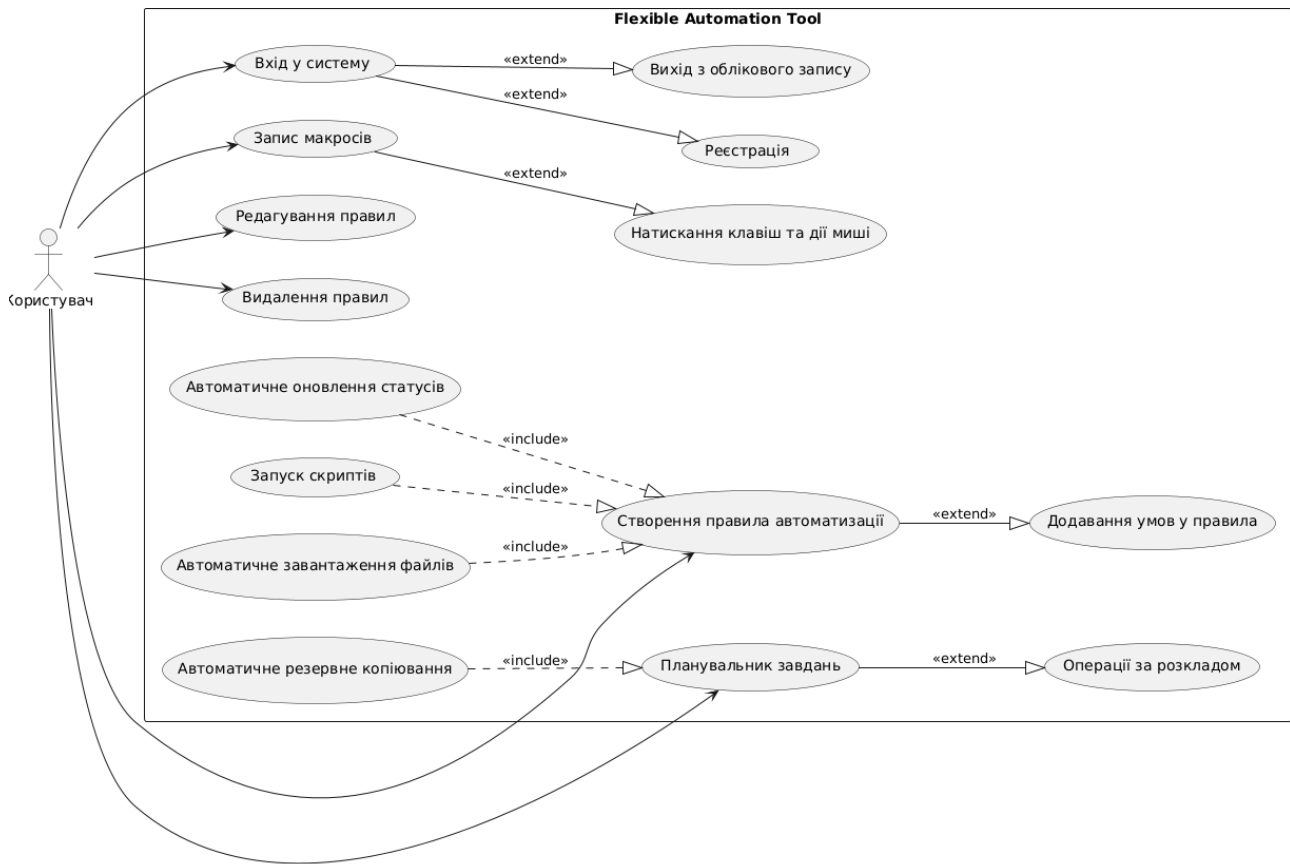 Flexible Automation Tool
Вхід у систему
«extend»
Вихід з облікового запису
«extend»
Реєстрація
Запис макросів
«extend»
Натискання клавіш та дії миші
Редагування правил
Користувач
Видалення правил
Автоматичне оновлення статусів
«include»
Запуск скриптів
«include»
Створення правила автоматизації
«extend»
Додавання умов у правила
«include»
Автоматичне завантаження файлів
Автоматичне резервне копіювання
«include»
Планувальник завдань
«extend»
Операції за розкладом